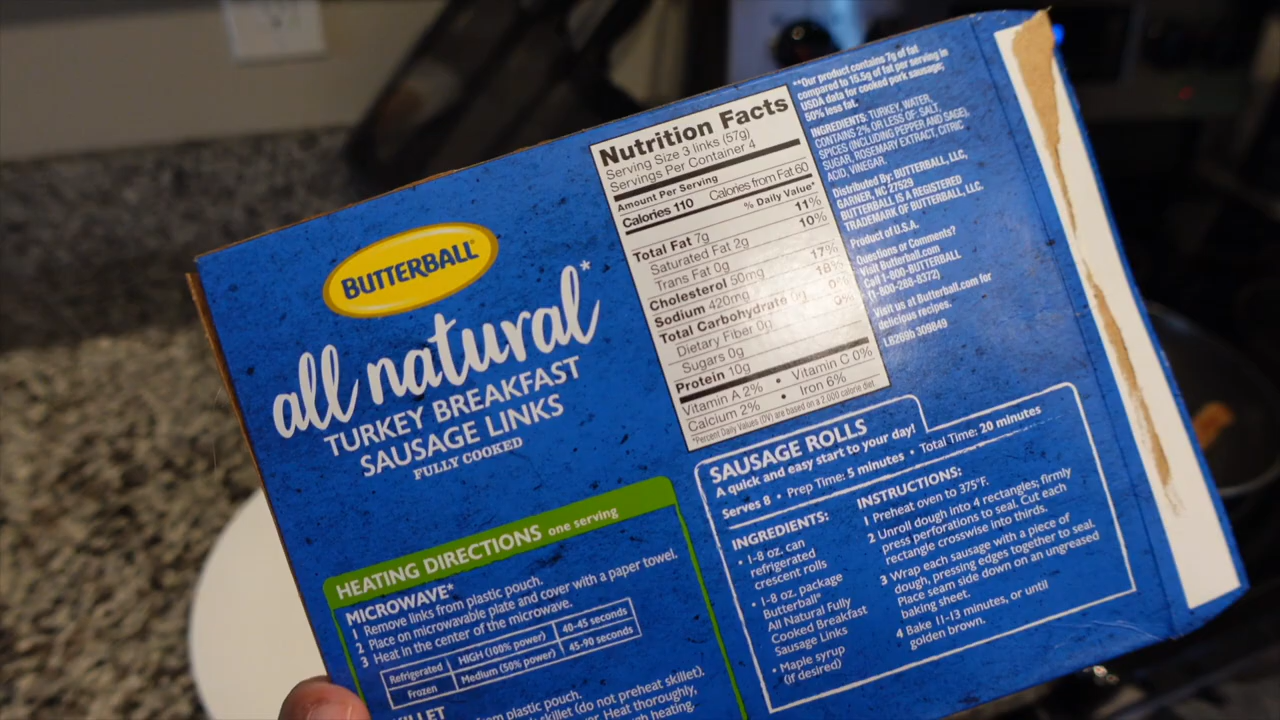 BUTTERBALL®
all natural*
TURKEY BREAKFAST
SAUSAGE LINKS
FULLY COOKED
HEATING DIRECTIONS one serving
MICROWAVE*
1 Remove links from plastic pouch.
2 Place on microwavable plate and cover with a paper towel.
3 Heat in the center of the microwave.
Refrigerated HIGH (100% power) 40-45 seconds
Frozen Medium (50% power) 45-90 seconds
plastic pouch.
skillet (do not preheat skillet).
Heat thoroughly,
heating.
Nutrition Facts
Serving Size 3 links (57g)
Servings Per Container 4
Amount Per Serving
Calories 110 Calories from Fat 60
% Daily Value*
Total Fat 7g 11%
Saturated Fat 2g 10%
Trans Fat 0g
Cholesterol 50mg 17%
Sodium 420mg 18%
Total Carbohydrate 0g 0%
Dietary Fiber 0g 0%
Sugars 0g
Protein 10g
Vitamin A 2% • Vitamin C 0%
Calcium 2% • Iron 6%
*Percent Daily Values (DV) are based on a 2,000 calorie diet.
**Our product contains 7g of fat
compared to 15.5g of fat per serving in
USDA data for cooked pork sausage;
50% less fat.
INGREDIENTS: TURKEY, WATER,
CONTAINS 2% OR LESS OF: SALT,
SPICES (INCLUDING PEPPER AND SAGE),
SUGAR, ROSEMARY EXTRACT, CITRIC
ACID, VINEGAR.
Distributed By: BUTTERBALL, LLC,
GARNER, NC 27529
BUTTERBALL IS A REGISTERED
TRADEMARK OF BUTTERBALL, LLC.
Product of U.S.A.
Questions or Comments?
Visit Butterball.com
Call 1-800-BUTTERBALL
(1-800-288-8372)
Visit us at Butterball.com for
delicious recipes.
LB269b 309849
SAUSAGE ROLLS
A quick and easy start to your day!
Serves 8 • Prep Time: 5 minutes • Total Time: 20 minutes
INGREDIENTS:
• 1-8 oz. can
refrigerated
crescent rolls
• 1-8 oz. package
Butterball®
All Natural Fully
Cooked Breakfast
Sausage Links
• Maple syrup
(if desired)
INSTRUCTIONS:
1 Preheat oven to 375°F.
2 Unroll dough into 4 rectangles; firmly
press perforations to seal. Cut each
rectangle crosswise into thirds.
3 Wrap each sausage with a piece of
dough, pressing edges together to seal.
Place seam side down on an ungreased
baking sheet.
4 Bake 11-13 minutes, or until
golden brown.